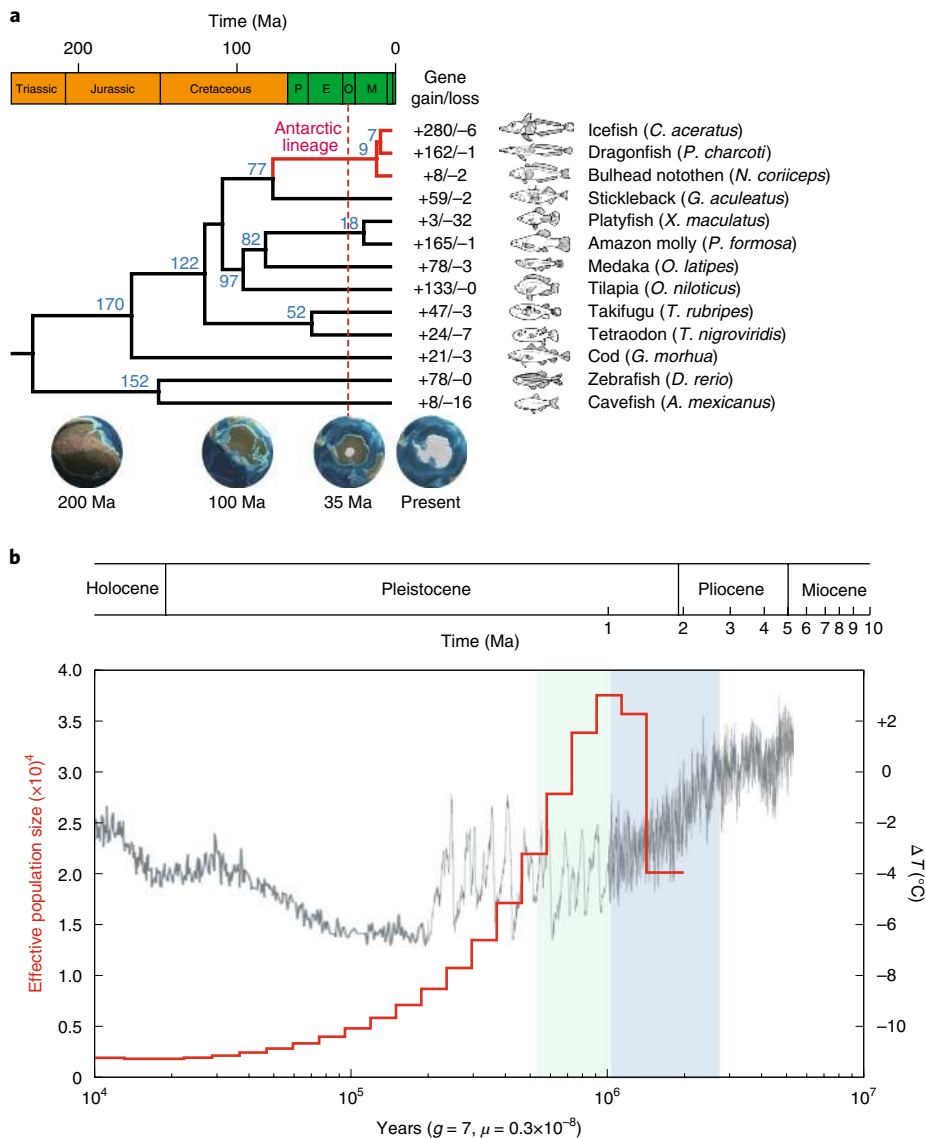 a
Time (Ma)
200 100 0
Triassic Jurassic Cretaceous P E O M
Gene
gain/loss
Antarctic
lineage
7
9
77
18
82
122
97
170
52
152
+280/–6 Icefish (C. aceratus)
+162/–1 Dragonfish (P. charcoti)
+8/–2 Bulhead notothen (N. coriiceps)
+59/–2 Stickleback (G. aculeatus)
+3/–32 Platyfish (X. maculatus)
+165/–1 Amazon molly (P. formosa)
+78/–3 Medaka (O. latipes)
+133/–0 Tilapia (O. niloticus)
+47/–3 Takifugu (T. rubripes)
+24/–7 Tetraodon (T. nigroviridis)
+21/–3 Cod (G. morhua)
+78/–0 Zebrafish (D. rerio)
+8/–16 Cavefish (A. mexicanus)
200 Ma 100 Ma 35 Ma Present
b
Holocene Pleistocene Pliocene Miocene
Time (Ma) 1 2 3 4 5 6 7 8 9 10
Effective population size (×10)⁴
4.0
3.5
3.0
2.5
2.0
1.5
1.0
0.5
0
+2
0
–2
–4
–6
–8
–10
Δ T (°C)
10⁴ 10⁵ 10⁶ 10⁷
Years (g = 7, μ = 0.3×10⁻⁸)